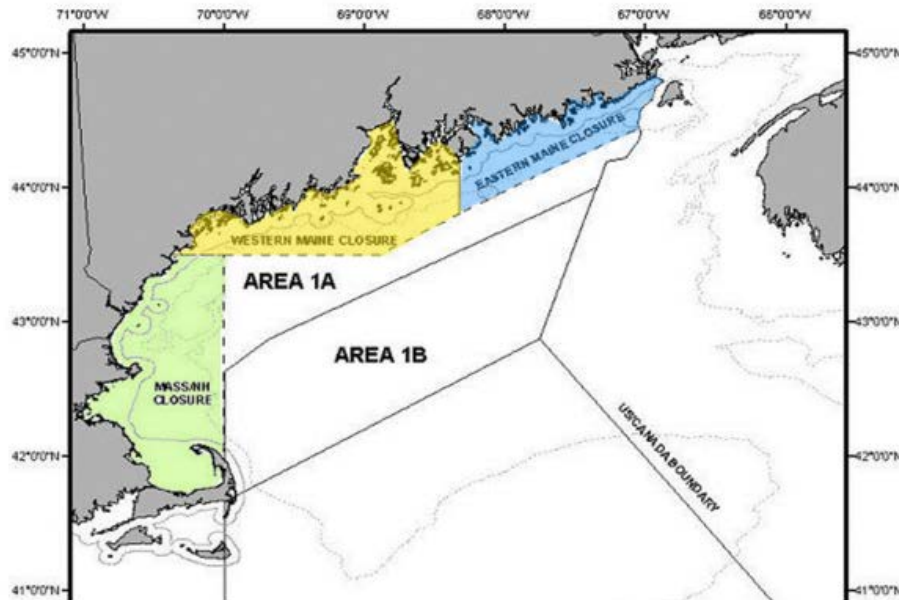 71°0'0"W 70°0'0"W 69°0'0"W 68°0'0"W 67°0'0"W 66°0'0"W
45°0'0"N 45°0'0"N
EASTERN MAINE CLOSURE
44°0'0"N 44°0'0"N
WESTERN MAINE CLOSURE
AREA 1A
43°0'0"N 43°0'0"N
AREA 1B
MASS/NH
CLOSURE
US/CANADA BOUNDARY
42°0'0"N 42°0'0"N
41°0'0"N 41°0'0"N